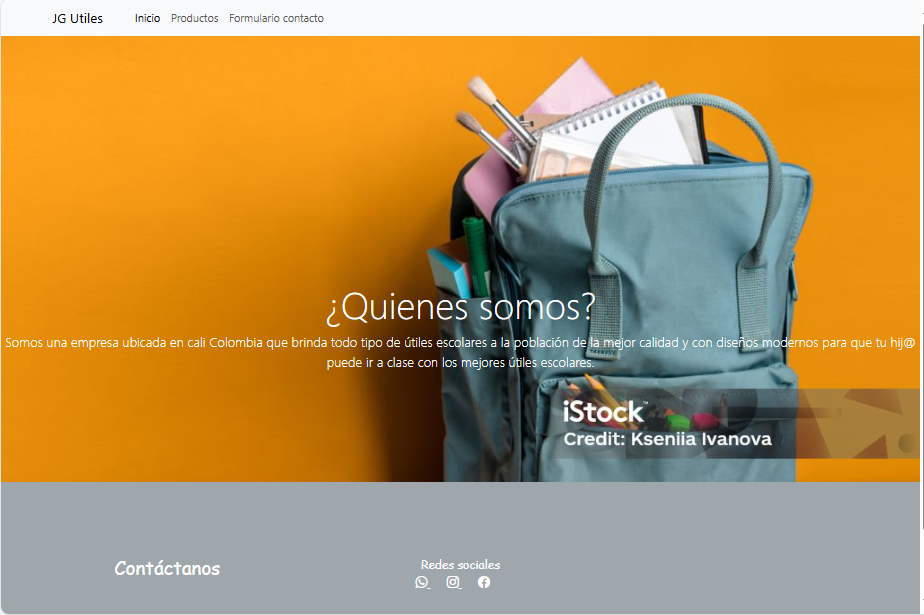 JG Utiles Inicio Productos Formulario contacto
¿Quienes somos?
Somos una empresa ubicada en cali Colombia que brinda todo tipo de útiles escolares a la población de la mejor calidad y con diseños modernos para que tu hij@
puede ir a clase con los mejores útiles escolares.
iStock™
Credit: Kseniia Ivanova
Contáctanos
Redes sociales